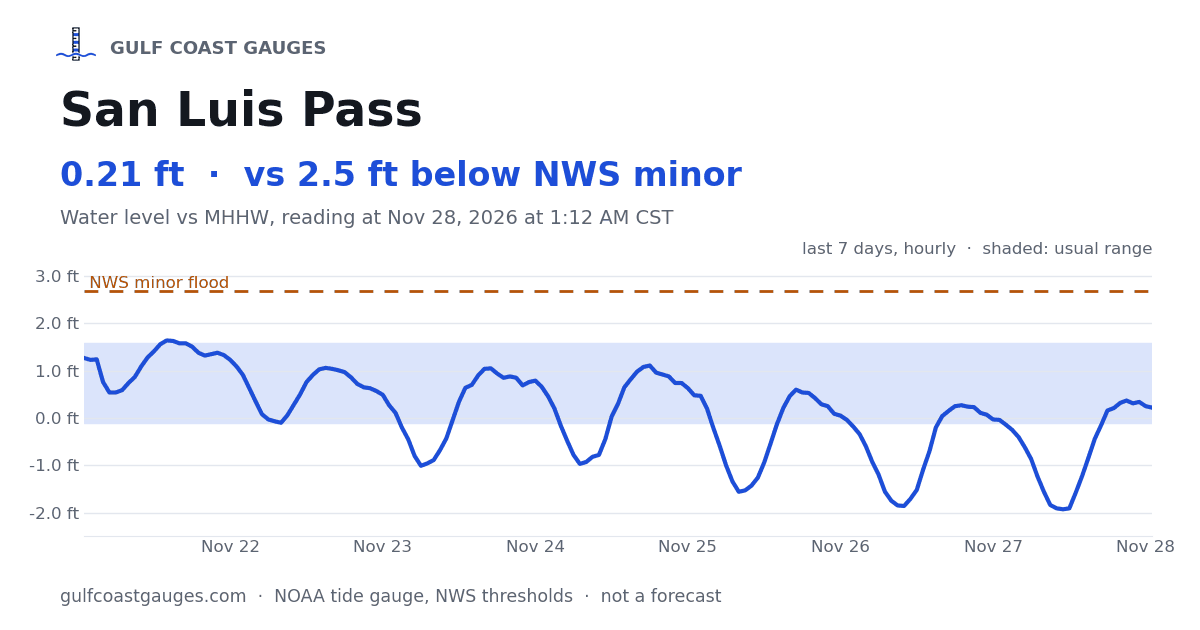 GULF COAST GAUGES
San Luis Pass
0.21 ft · vs 2.5 ft below NWS minor
Water level vs MHHW, reading at Nov 28, 2026 at 1:12 AM CST
last 7 days, hourly · shaded: usual range
3.0 ft
NWS minor flood
2.0 ft
1.0 ft
0.0 ft
-1.0 ft
-2.0 ft
Nov 22 Nov 23 Nov 24 Nov 25 Nov 26 Nov 27 Nov 28
gulfcoastgauges.com · NOAA tide gauge, NWS thresholds · not a forecast